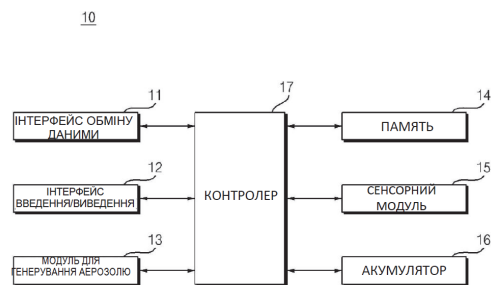 10
11
ІНТЕРФЕЙС ОБМІНУ
ДАНИМИ
12
ІНТЕРФЕЙС
ВВЕДЕННЯ/ВИВЕДЕННЯ
13
МОДУЛЬ ДЛЯ
ГЕНЕРУВАННЯ АЕРОЗОЛЮ
17
КОНТРОЛЕР
14
ПАМЯТЬ
15
СЕНСОРНИЙ
МОДУЛЬ
16
АКУМУЛЯТОР